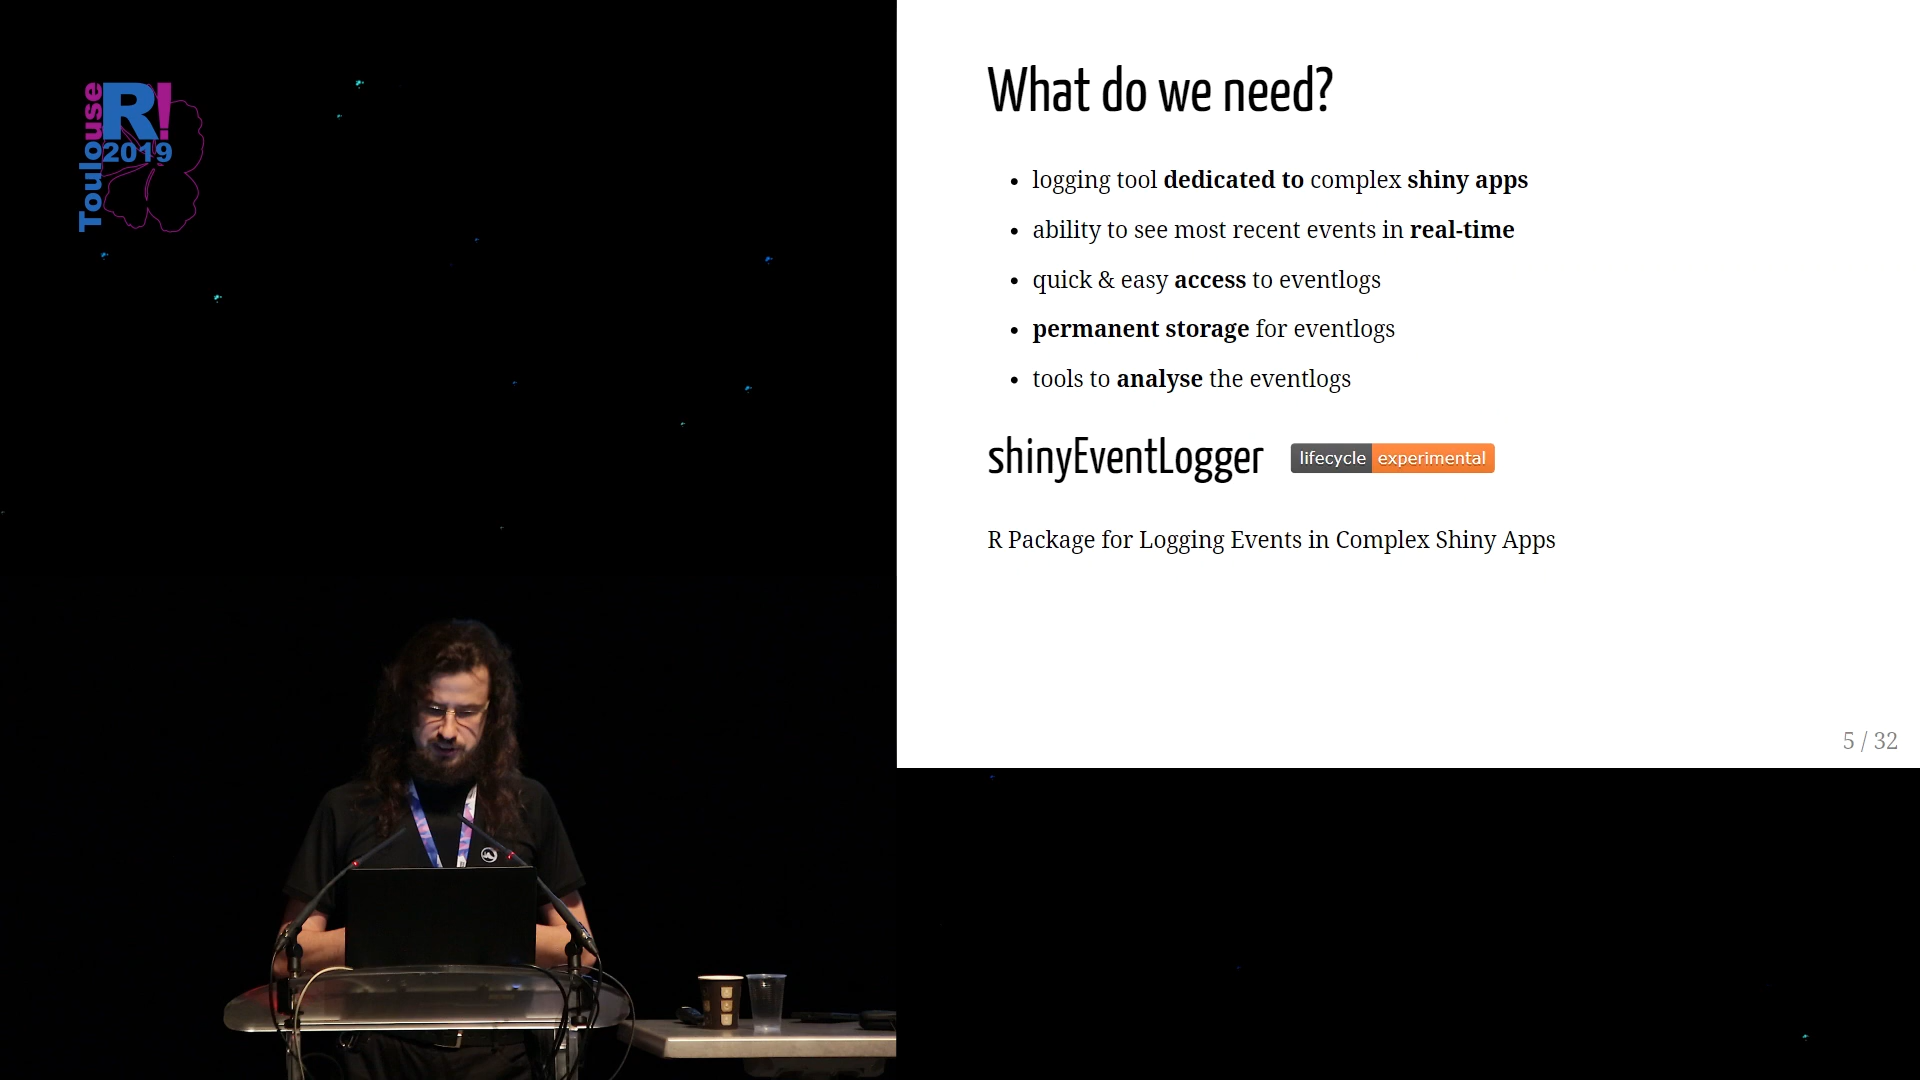 Toulouse
R!
2019
What do we need?
• logging tool dedicated to complex shiny apps
• ability to see most recent events in real-time
• quick & easy access to eventlogs
• permanent storage for eventlogs
• tools to analyse the eventlogs
shinyEventLogger lifecycle experimental
R Package for Logging Events in Complex Shiny Apps
5 / 32